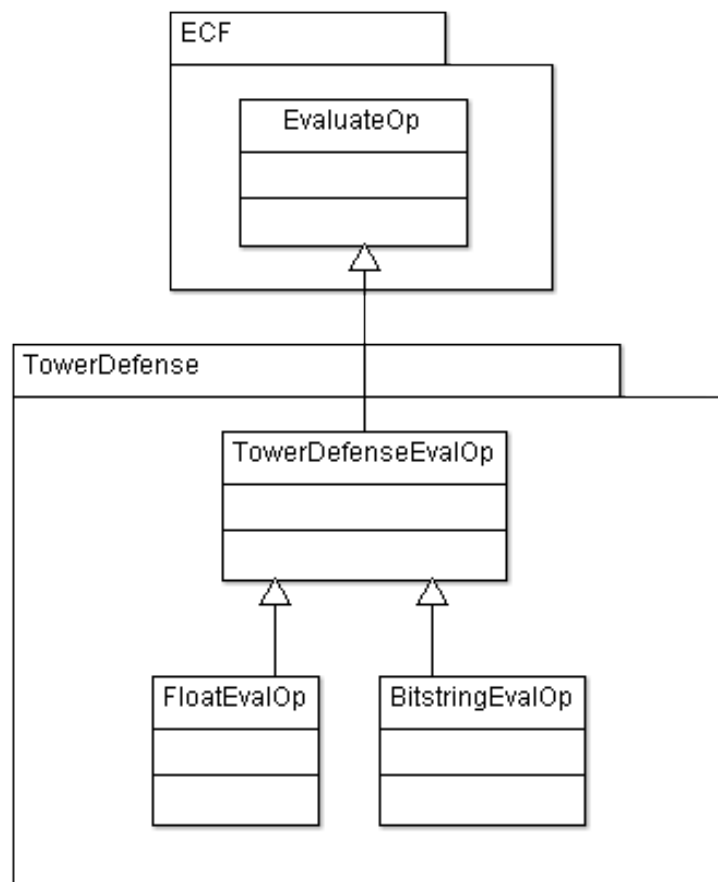 ECF
EvaluateOp
TowerDefense
TowerDefenseEvalOp
FloatEvalOp
BitstringEvalOp